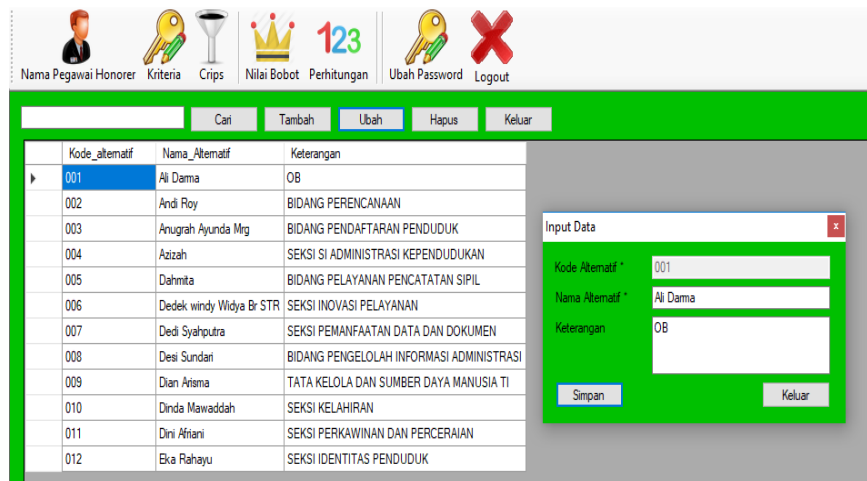 123
Nama Pegawai Honorer Kriteria Crips Nilai Bobot Perhitungan Ubah Password Logout
Cari Tambah Ubah Hapus Keluar
Kode_alternatif Nama_Alternatif Keterangan
001 Ali Darma OB
002 Andi Roy BIDANG PERENCANAAN
003 Anugrah Ayunda Mrg BIDANG PENDAFTARAN PENDUDUK
004 Azizah SEKSI SI ADMINISTRASI KEPENDUDUKAN
005 Dahmita BIDANG PELAYANAN PENCATATAN SIPIL
006 Dedek windy Widya Br STR SEKSI INOVASI PELAYANAN
007 Dedi Syahputra SEKSI PEMANFAATAN DATA DAN DOKUMEN
008 Desi Sundari BIDANG PENGELOLAH INFORMASI ADMINISTRASI
009 Dian Arisma TATA KELOLA DAN SUMBER DAYA MANUSIA TI
010 Dinda Mawaddah SEKSI KELAHIRAN
011 Dini Afriani SEKSI PERKAWINAN DAN PERCERAIAN
012 Eka Rahayu SEKSI IDENTITAS PENDUDUK
Input Data x
Kode Alternatif * 001
Nama Alternatif * Ali Darma
Keterangan OB
Simpan Keluar